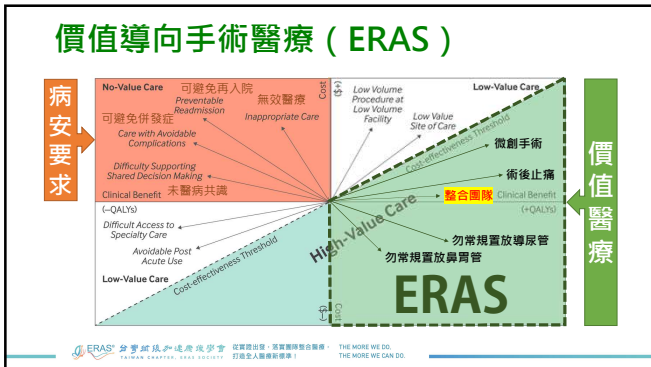 價值導向手術醫療（ERAS）
病安要求
No-Value Care
可避免再入院
Preventable
Readmission
無效醫療
Inappropriate Care
可避免併發症
Care with Avoidable
Complications
Difficulty Supporting
Shared Decision Making
Clinical Benefit
未醫病共識
(–QALYs)
Cost
(+$)
Low Volume
Procedure at
Low Volume
Facility
Low-Value Care
Low Value
Site of Care
Cost-effectiveness Threshold
微創手術
術後止痛
整合團隊
Clinical Benefit
(+QALYs)
價值醫療
Difficult Access to
Specialty Care
Avoidable Post
Acute Use
Low-Value Care
Cost-effectiveness Threshold
High-Value Care
勿常規置放導尿管
勿常規置放鼻胃管
ERAS
Cost
(–$)
ERAS®
TAIWAN CHAPTER, ERAS SOCIETY
從實證出發，落實團隊整合醫療，
打造全人醫療新標準！
THE MORE WE DO,
THE MORE WE CAN DO.